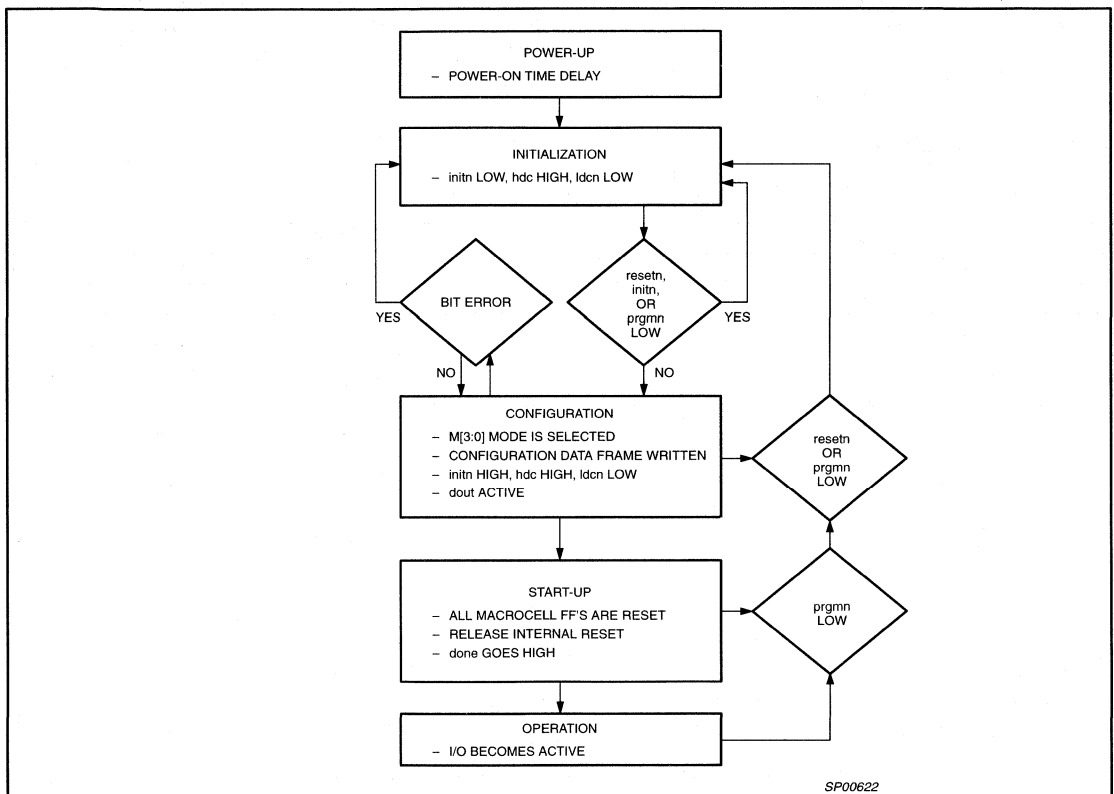 POWER-UP
– POWER-ON TIME DELAY
INITIALIZATION
– initn LOW, hdc HIGH, ldcn LOW
BIT ERROR
YES
NO
resetn,
initn,
OR
prgmn
LOW
YES
NO
CONFIGURATION
– M[3:0] MODE IS SELECTED
– CONFIGURATION DATA FRAME WRITTEN
– initn HIGH, hdc HIGH, ldcn LOW
– dout ACTIVE
resetn
OR
prgmn
LOW
START-UP
– ALL MACROCELL FF'S ARE RESET
– RELEASE INTERNAL RESET
– done GOES HIGH
prgmn
LOW
OPERATION
– I/O BECOMES ACTIVE
SP00622